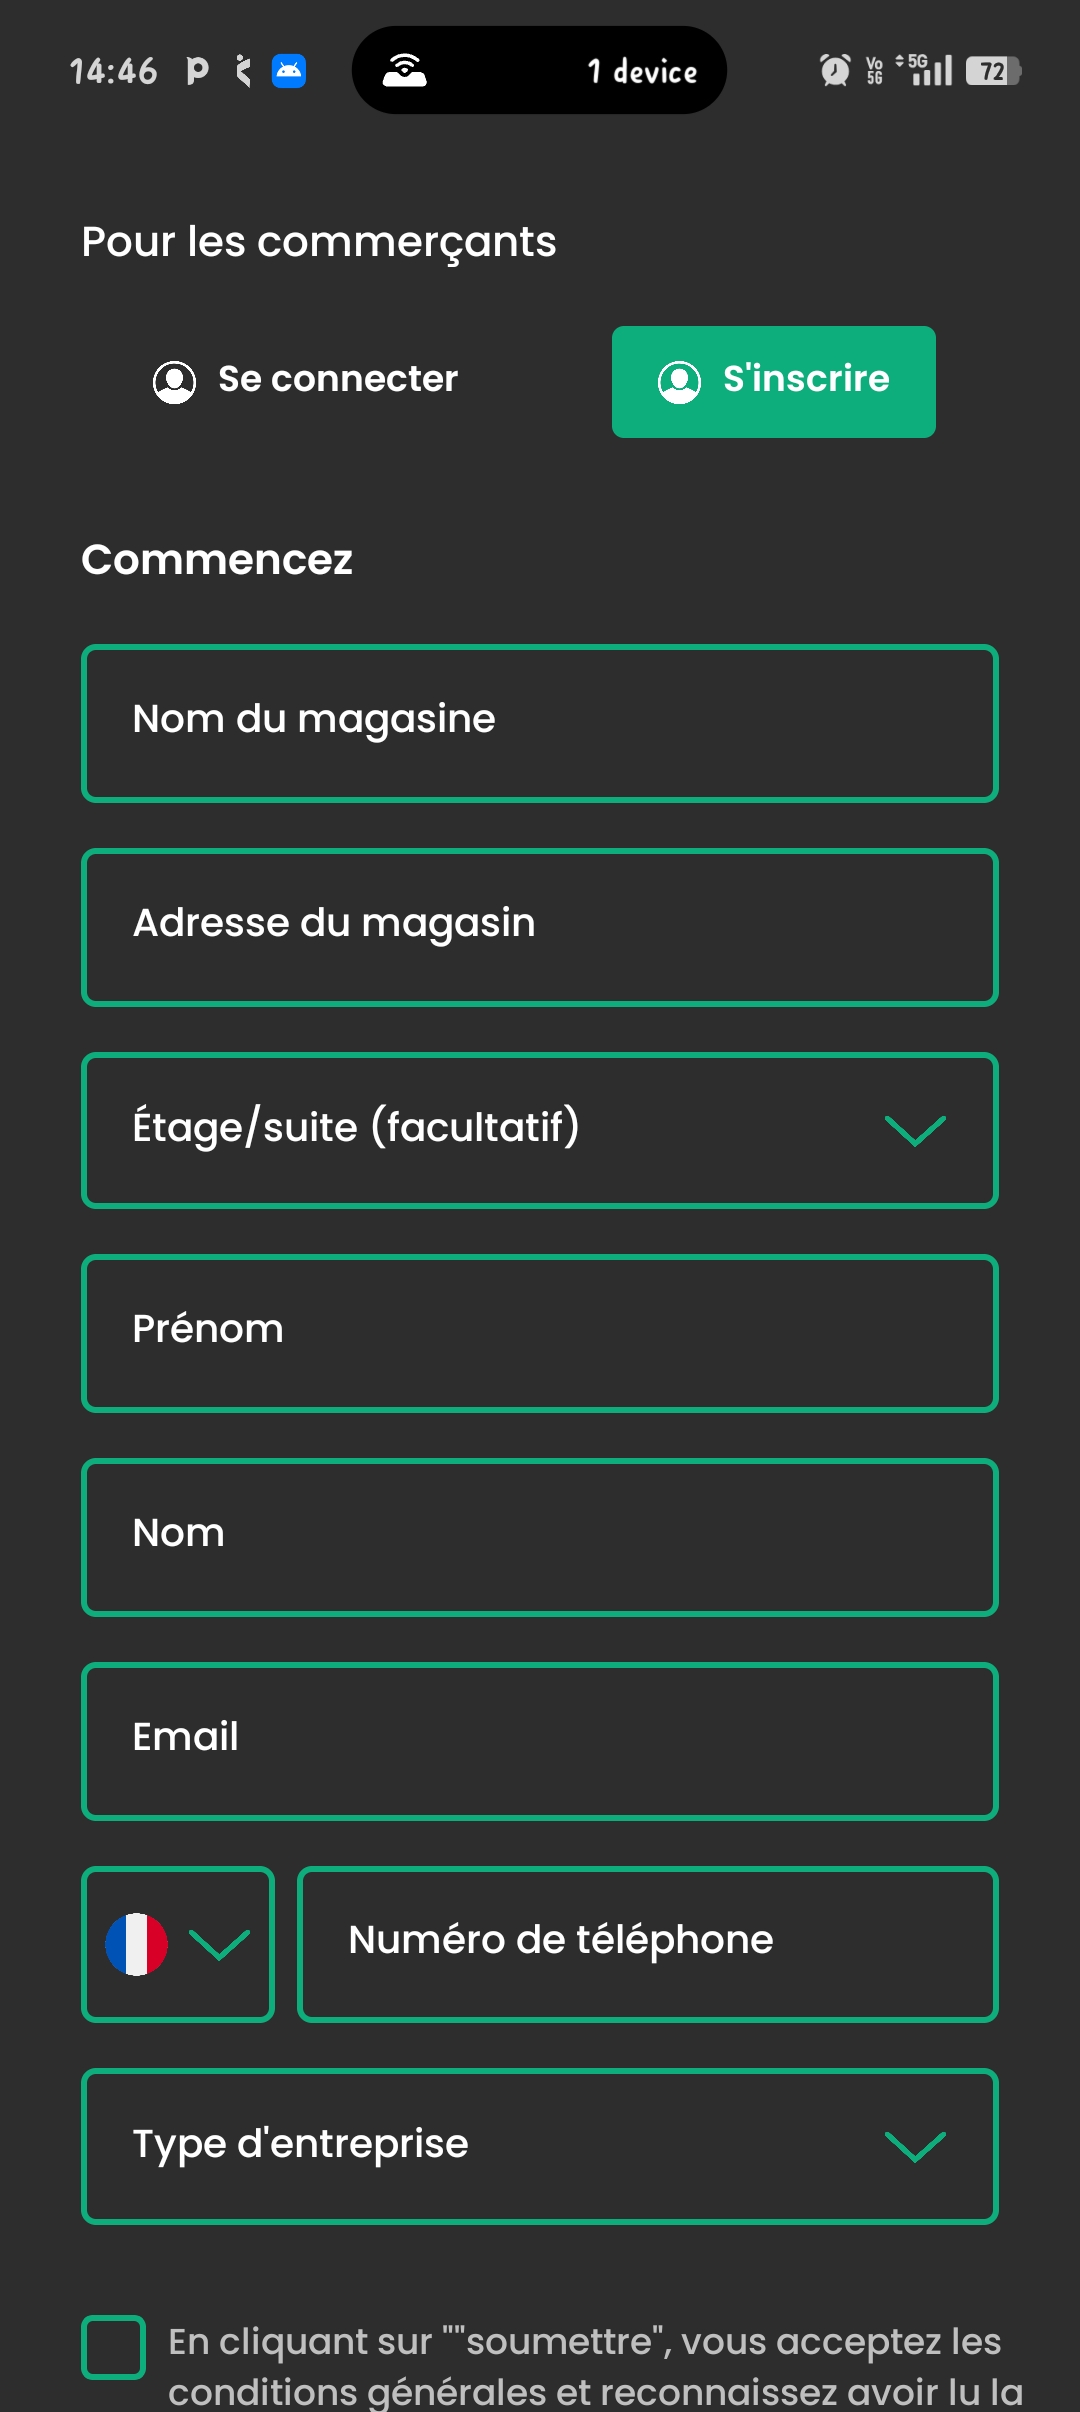 14:46
1 device
Vo 5G
5G
72
Pour les commerçants
Se connecter
S'inscrire
Commencez
Nom du magasine
Adresse du magasin
Étage/suite (facultatif)
Prénom
Nom
Email
Numéro de téléphone
Type d'entreprise
En cliquant sur ""soumettre", vous acceptez les
conditions générales et reconnaissez avoir lu la